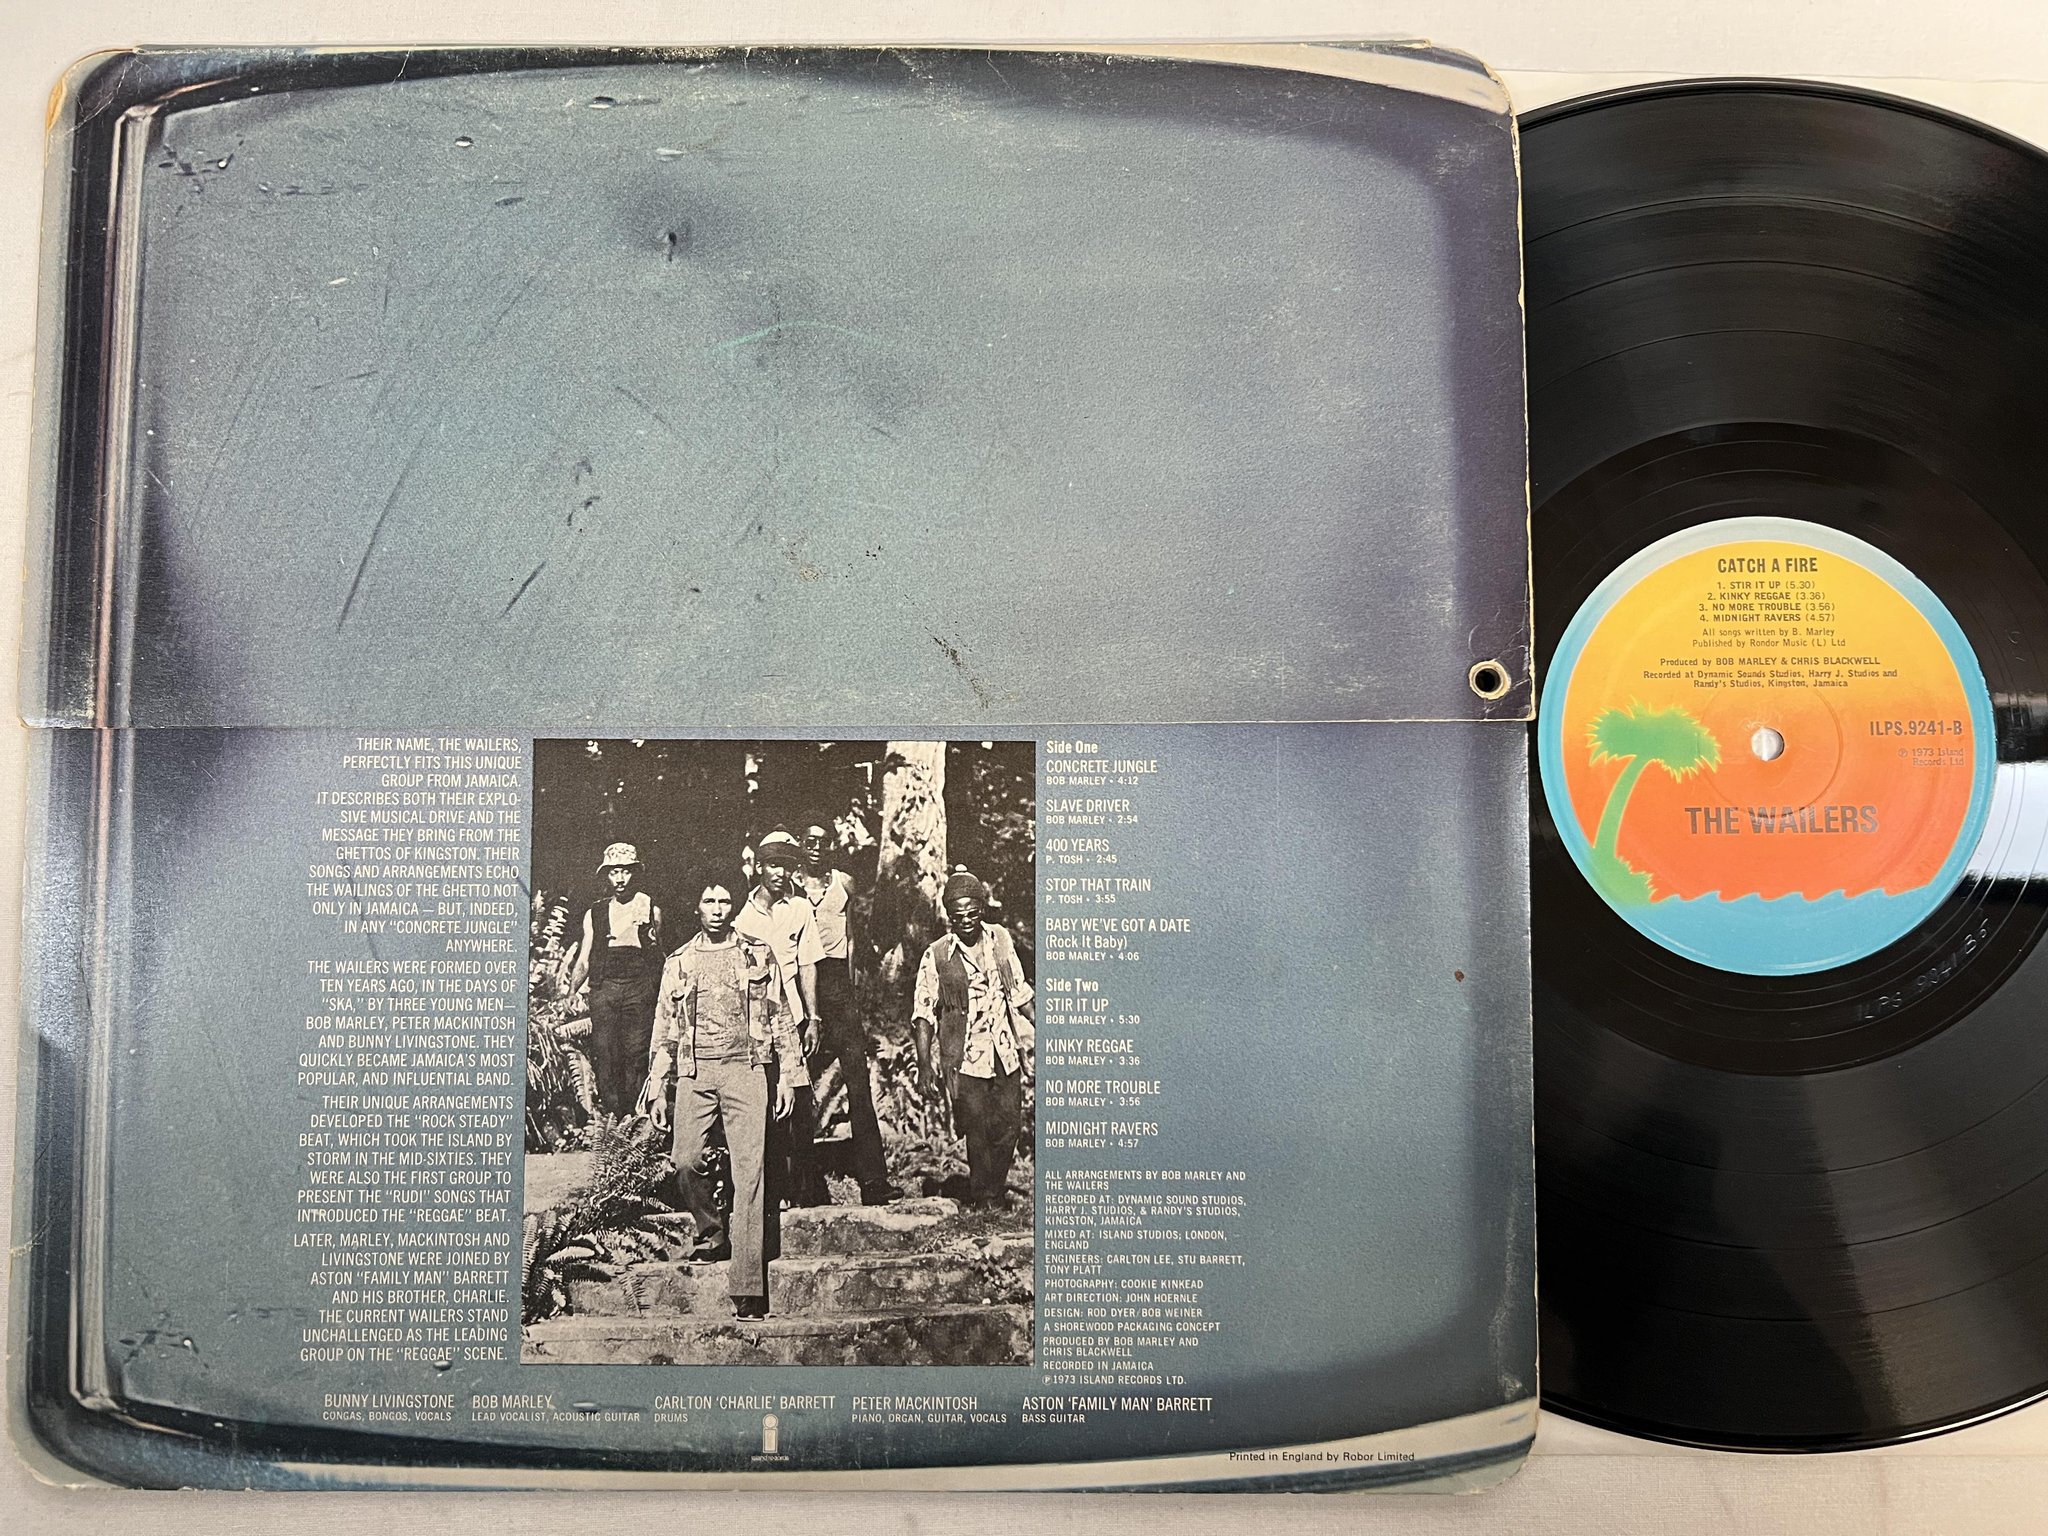 THEIR NAME, THE WAILERS,
PERFECTLY FITS THIS UNIQUE
GROUP FROM JAMAICA.
IT DESCRIBES BOTH THEIR EXPLO-
SIVE MUSICAL DRIVE AND THE
MESSAGE THEY BRING FROM THE
GHETTOS OF KINGSTON. THEIR
SONGS AND ARRANGEMENTS ECHO
THE WAILINGS OF THE GHETTO NOT
ONLY IN JAMAICA — BUT, INDEED,
IN ANY "CONCRETE JUNGLE"
ANYWHERE.
THE WAILERS WERE FORMED OVER
TEN YEARS AGO, IN THE DAYS OF
"SKA," BY THREE YOUNG MEN—
BOB MARLEY, PETER MACKINTOSH
AND BUNNY LIVINGSTONE. THEY
QUICKLY BECAME JAMAICA'S MOST
POPULAR, AND INFLUENTIAL BAND.
THEIR UNIQUE ARRANGEMENTS
DEVELOPED THE "ROCK STEADY"
BEAT, WHICH TOOK THE ISLAND BY
STORM IN THE MID-SIXTIES. THEY
WERE ALSO THE FIRST GROUP TO
PRESENT THE "RUDI" SONGS THAT
INTRODUCED THE "REGGAE" BEAT.
LATER, MARLEY, MACKINTOSH AND
LIVINGSTONE WERE JOINED BY
ASTON "FAMILY MAN" BARRETT
AND HIS BROTHER, CHARLIE.
THE CURRENT WAILERS STAND
UNCHALLENGED AS THE LEADING
GROUP ON THE "REGGAE" SCENE.
Side One
CONCRETE JUNGLE
BOB MARLEY • 4:12
SLAVE DRIVER
BOB MARLEY • 2:54
400 YEARS
P. TOSH • 2:45
STOP THAT TRAIN
P. TOSH • 3:55
BABY WE'VE GOT A DATE
(Rock It Baby)
BOB MARLEY • 4:06
Side Two
STIR IT UP
BOB MARLEY • 5:30
KINKY REGGAE
BOB MARLEY • 3:36
NO MORE TROUBLE
BOB MARLEY • 3:56
MIDNIGHT RAVERS
BOB MARLEY • 4:57
ALL ARRANGEMENTS BY BOB MARLEY AND
THE WAILERS
RECORDED AT: DYNAMIC SOUND STUDIOS,
HARRY J. STUDIOS, & RANDY'S STUDIOS,
KINGSTON, JAMAICA
MIXED AT: ISLAND STUDIOS; LONDON,
ENGLAND
ENGINEERS: CARLTON LEE, STU BARRETT,
TONY PLATT
PHOTOGRAPHY: COOKIE KINKEAD
ART DIRECTION: JOHN HOERNLE
DESIGN: ROD DYER/BOB WEINER
A SHOREWOOD PACKAGING CONCEPT
PRODUCED BY BOB MARLEY AND
CHRIS BLACKWELL
RECORDED IN JAMAICA
℗1973 ISLAND RECORDS LTD.
BUNNY LIVINGSTONE
CONGAS, BONGOS, VOCALS
BOB MARLEY
LEAD VOCALIST, ACOUSTIC GUITAR
CARLTON 'CHARLIE' BARRETT
DRUMS
PETER MACKINTOSH
PIANO, ORGAN, GUITAR, VOCALS
ASTON 'FAMILY MAN' BARRETT
BASS GUITAR
Printed in England by Robor Limited
CATCH A FIRE
1. STIR IT UP (5.30)
2. KINKY REGGAE (3.36)
3. NO MORE TROUBLE (3.56)
4. MIDNIGHT RAVERS (4.57)
All songs written by B. Marley
Published by Rondor Music (L) Ltd
Produced by BOB MARLEY & CHRIS BLACKWELL
Recorded at Dynamic Sounds Studios, Harry J. Studios and
Randy's Studios, Kingston, Jamaica
ILPS.9241-B
℗ 1973 Island
Records Ltd
THE WAILERS
ILPS 9241 B